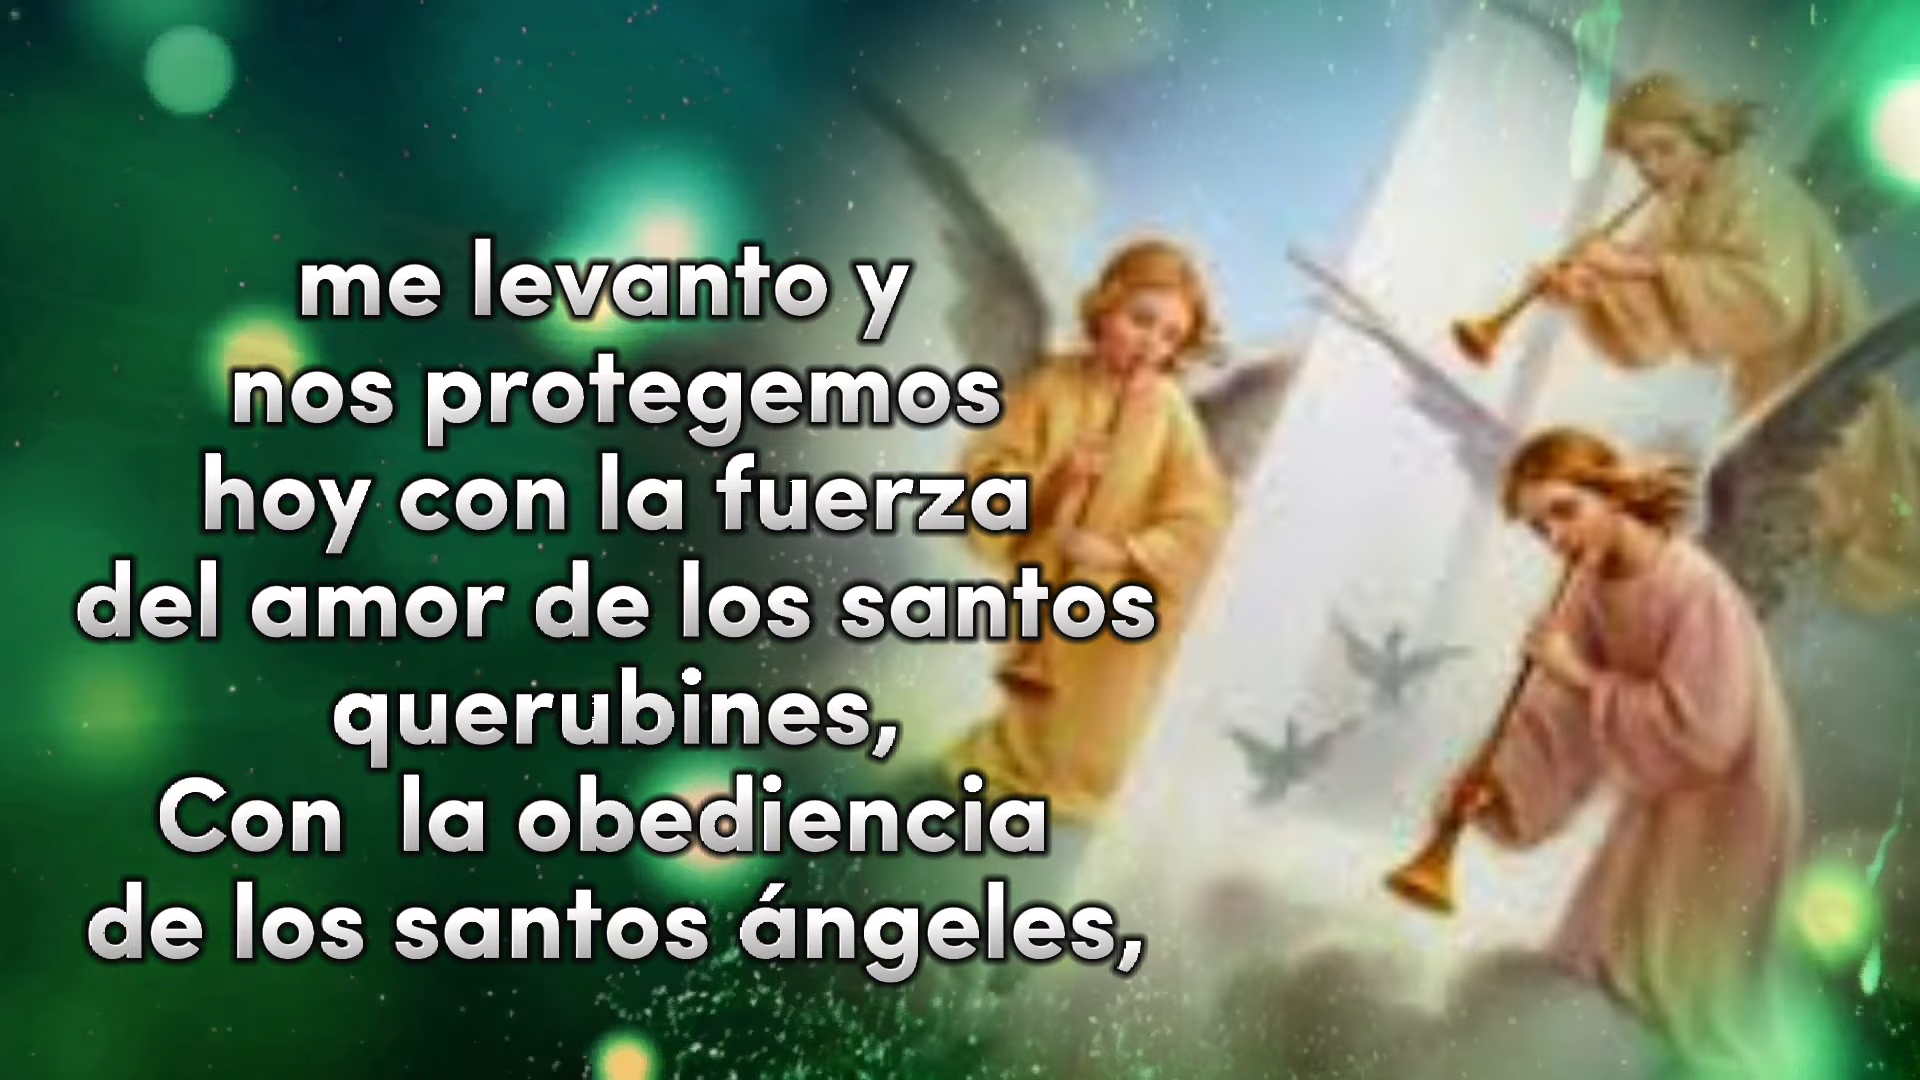 me levanto y
nos protegemos
hoy con la fuerza
del amor de los santos
querubines,
Con  la obediencia
de los santos ángeles,